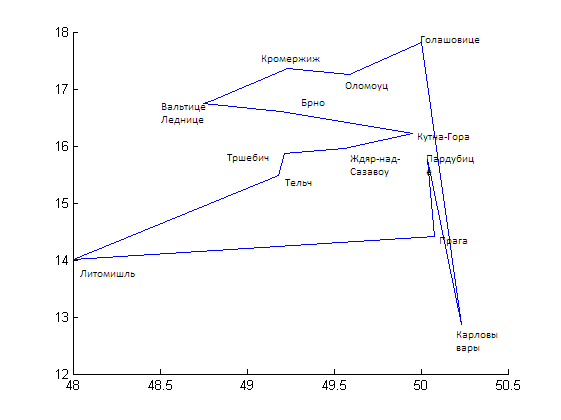 18
Голашовице
Кромержиж
17
Оломоуц
Вальтице
Леднице
Брно
16
Кутна-Гора
Тршебич
Ждяр-над-
Сазавоу
Пардубиц
е
Тельч
15
Прага
14
Литомишль
13
Карловы
вары
12
48 48.5 49 49.5 50 50.5